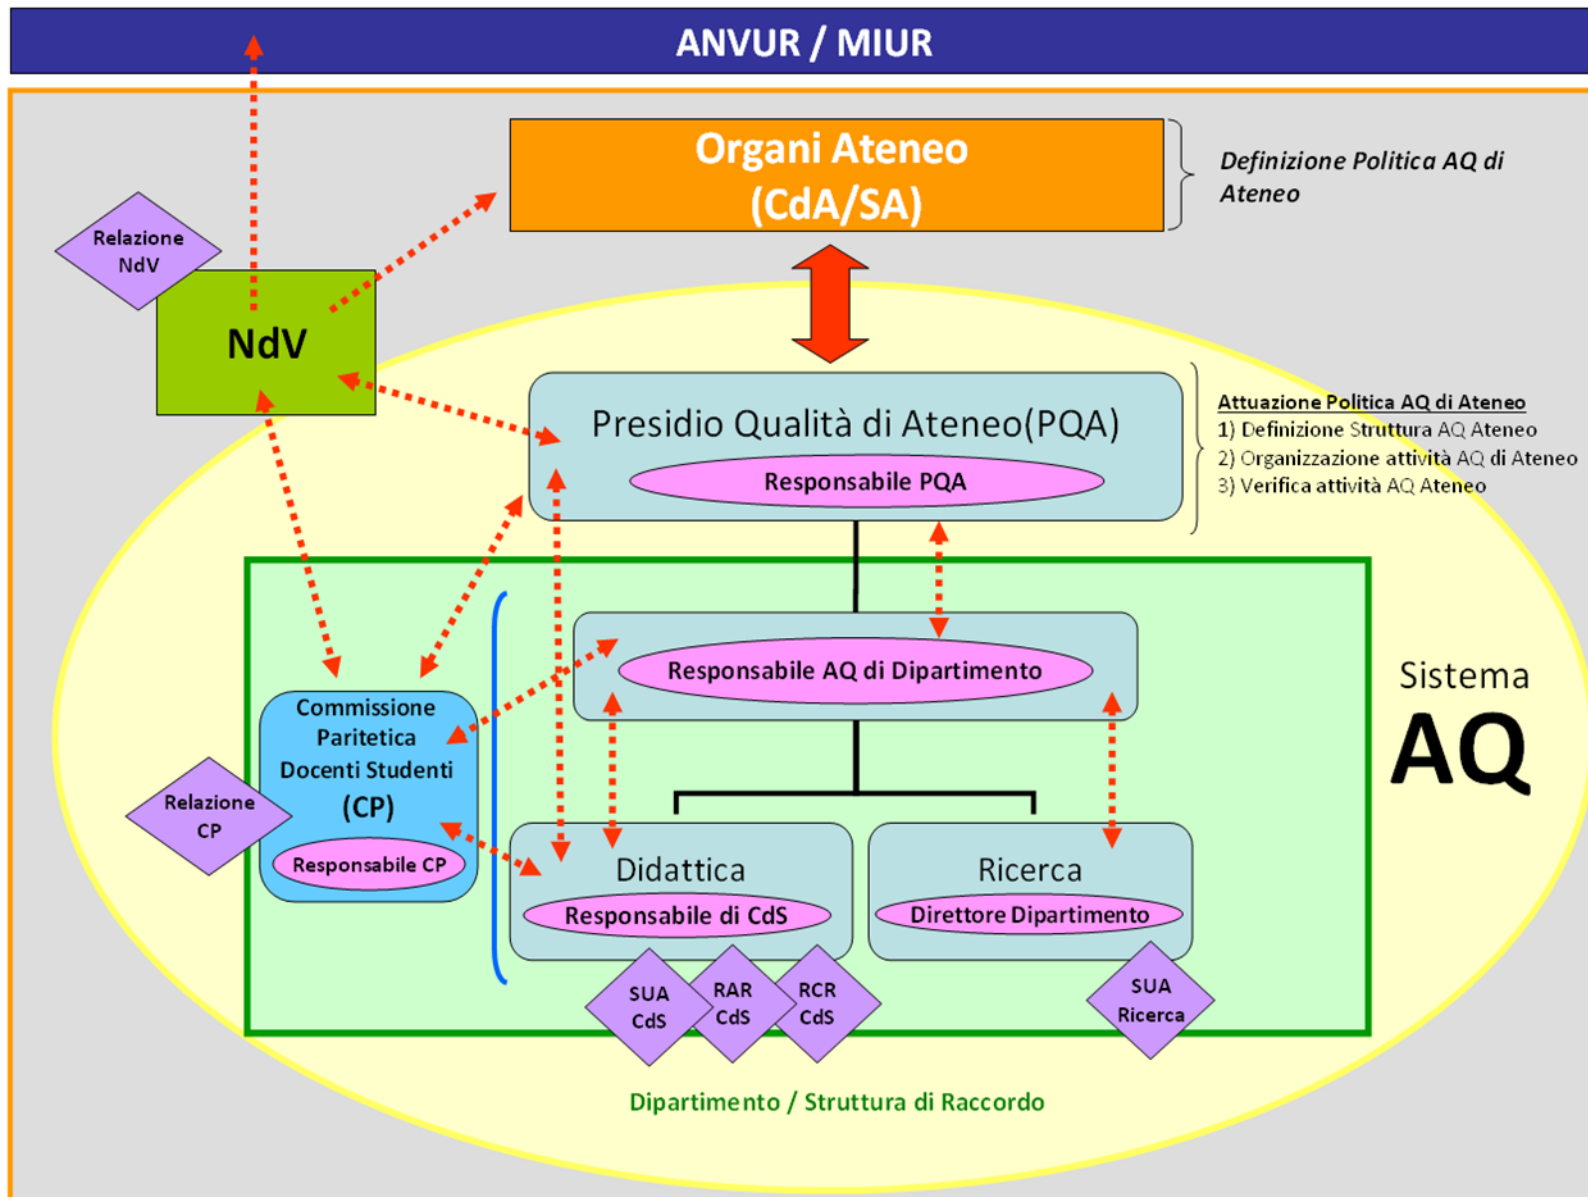 ANVUR / MIUR
Organi Ateneo
(CdA/SA)
Definizione Politica AQ di
Ateneo
Relazione
NdV
NdV
Presidio Qualità di Ateneo(PQA)
Responsabile PQA
Attuazione Politica AQ di Ateneo
1) Definizione Struttura AQ Ateneo
2) Organizzazione attività AQ di Ateneo
3) Verifica attività AQ Ateneo
Responsabile AQ di Dipartimento
Sistema
AQ
Commissione
Paritetica
Docenti Studenti
(CP)
Responsabile CP
Relazione
CP
Didattica
Responsabile di CdS
Ricerca
Direttore Dipartimento
SUA
CdS
RAR
CdS
RCR
CdS
SUA
Ricerca
Dipartimento / Struttura di Raccordo